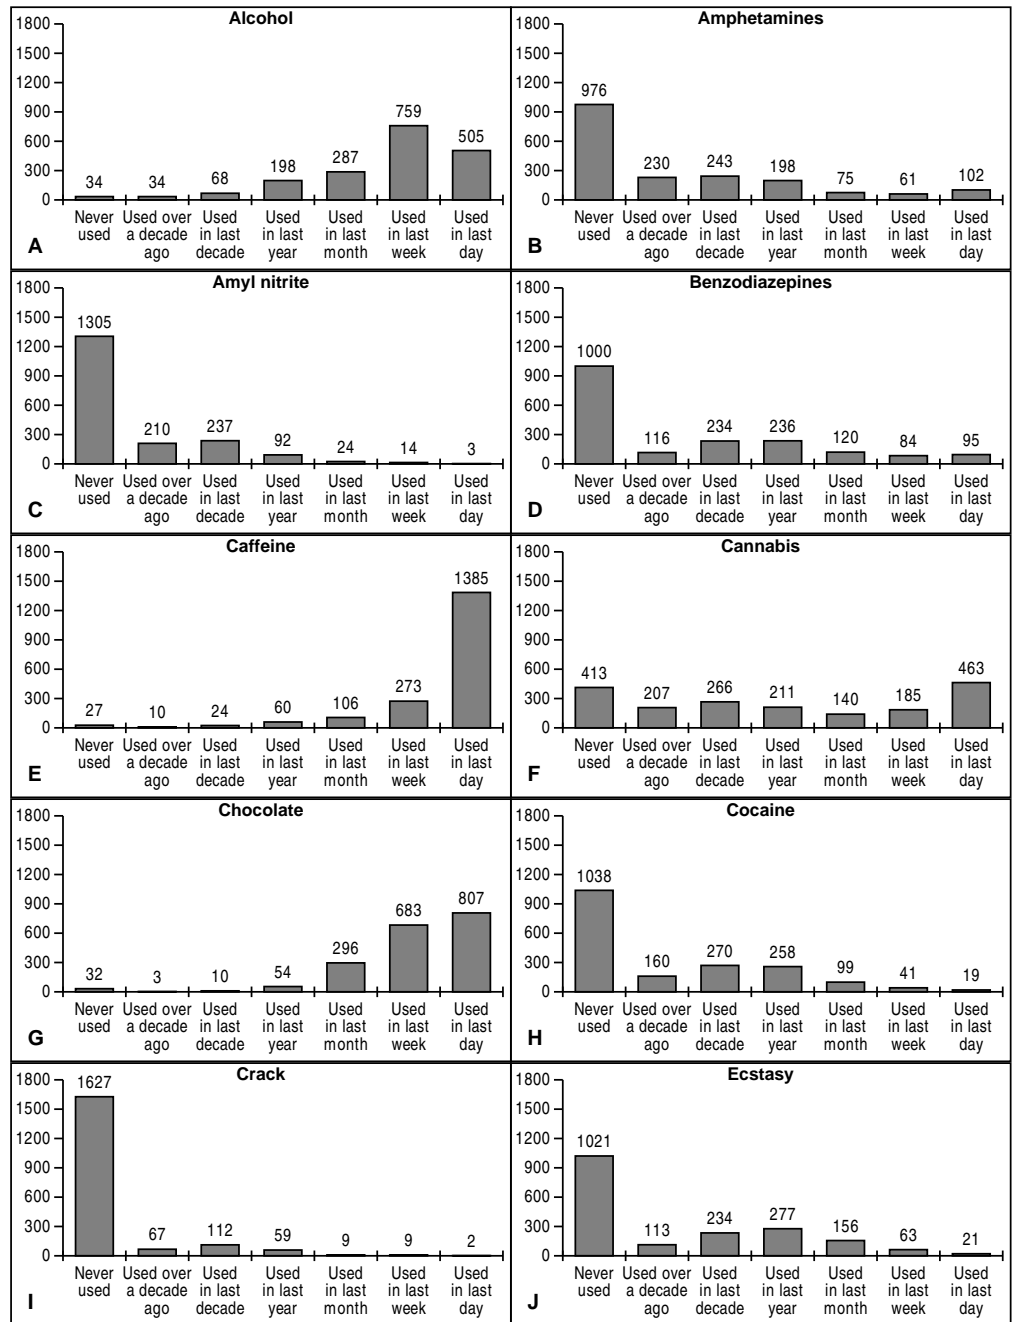 Alcohol
1800
1500
1200
900
600
300
0
34 34 68 198 287 759 505
Never Used over Used Used Used Used Used
used a decade in last in last in last in last in last
ago decade year month week day
A
Amphetamines
1800
1500
1200
900
600
300
0
976 230 243 198 75 61 102
Never Used over Used Used Used Used Used
used a decade in last in last in last in last in last
ago decade year month week day
B
Amyl nitrite
1800
1500
1200
900
600
300
0
1305 210 237 92 24 14 3
Never Used over Used Used Used Used Used
used a decade in last in last in last in last in last
ago decade year month week day
C
Benzodiazepines
1800
1500
1200
900
600
300
0
1000 116 234 236 120 84 95
Never Used over Used Used Used Used Used
used a decade in last in last in last in last in last
ago decade year month week day
D
Caffeine
1800
1500
1200
900
600
300
0
27 10 24 60 106 273 1385
Never Used over Used Used Used Used Used
used a decade in last in last in last in last in last
ago decade year month week day
E
Cannabis
1800
1500
1200
900
600
300
0
413 207 266 211 140 185 463
Never Used over Used Used Used Used Used
used a decade in last in last in last in last in last
ago decade year month week day
F
Chocolate
1800
1500
1200
900
600
300
0
32 3 10 54 296 683 807
Never Used over Used Used Used Used Used
used a decade in last in last in last in last in last
ago decade year month week day
G
Cocaine
1800
1500
1200
900
600
300
0
1038 160 270 258 99 41 19
Never Used over Used Used Used Used Used
used a decade in last in last in last in last in last
ago decade year month week day
H
Crack
1800
1500
1200
900
600
300
0
1627 67 112 59 9 9 2
Never Used over Used Used Used Used Used
used a decade in last in last in last in last in last
ago decade year month week day
I
Ecstasy
1800
1500
1200
900
600
300
0
1021 113 234 277 156 63 21
Never Used over Used Used Used Used Used
used a decade in last in last in last in last in last
ago decade year month week day
J